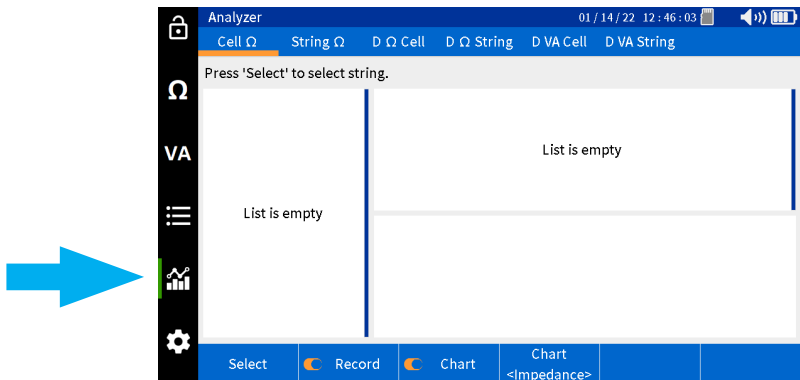 Analyzer 01/14/22 12:46:03
Cell Ω String Ω D Ω Cell D Ω String D VA Cell D VA String
Press 'Select' to select string.
Ω
List is empty
VA
List is empty
Select Record Chart Chart
<Impedance>